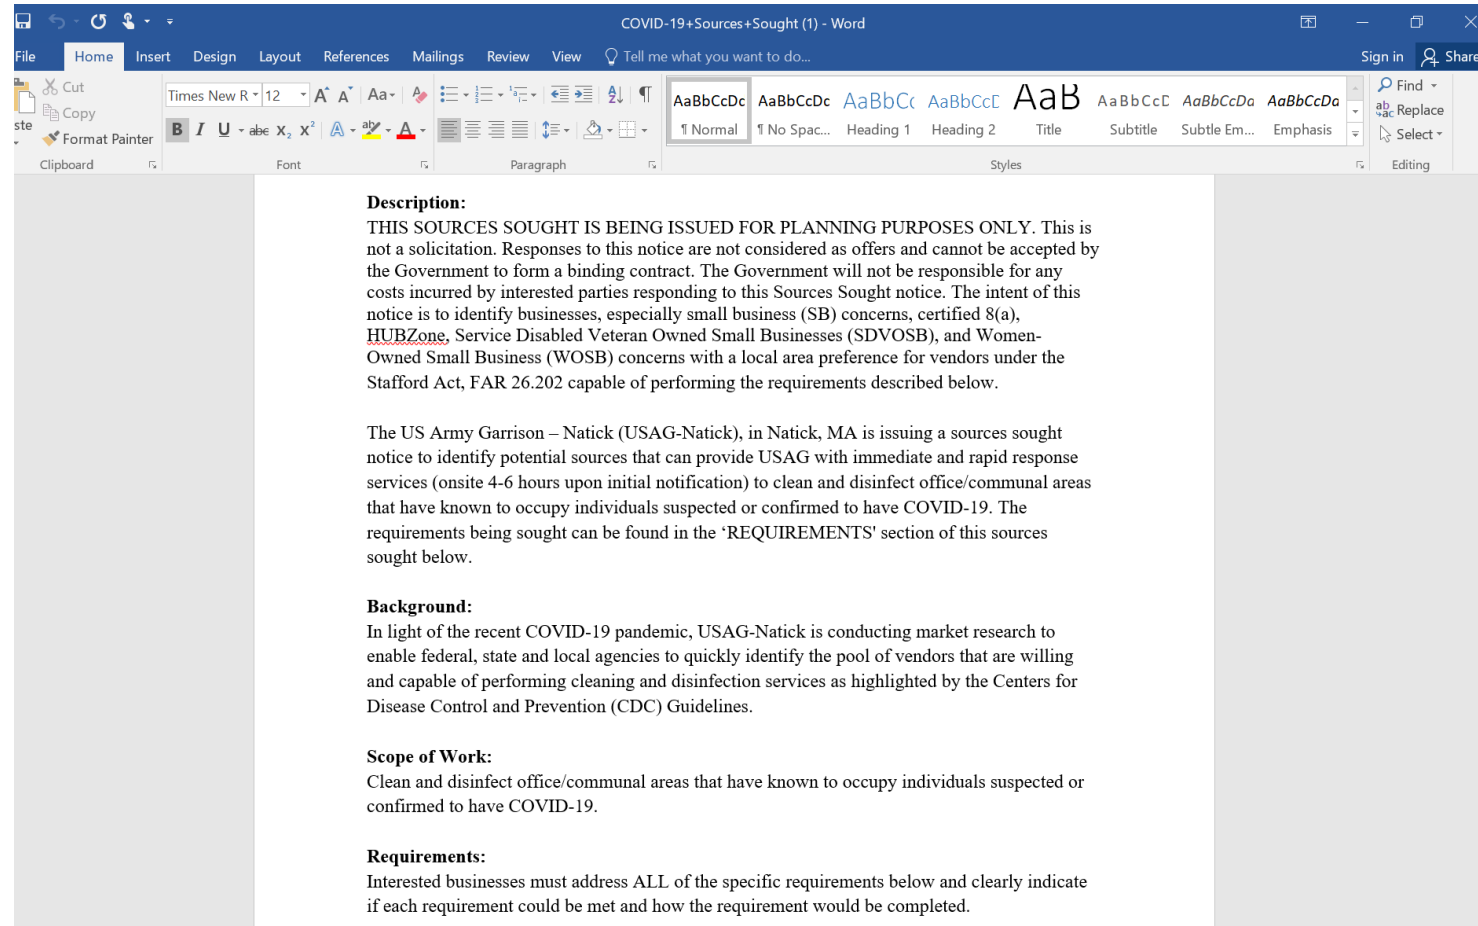 COVID-19+Sources+Sought (1) - Word
File Home Insert Design Layout References Mailings Review View Tell me what you want to do... Sign in Share
Cut
Copy
ste
Format Painter
Clipboard
Times New R 12
Font
Paragraph
AaBbCcDc AaBbCcDc AaBbCc AaBbCcD AaB AaBbCcD AaBbCcDa AaBbCcDa
¶ Normal ¶ No Spac... Heading 1 Heading 2 Title Subtitle Subtle Em... Emphasis
Styles
Find
Replace
Select
Editing
Description:
THIS SOURCES SOUGHT IS BEING ISSUED FOR PLANNING PURPOSES ONLY. This is
not a solicitation. Responses to this notice are not considered as offers and cannot be accepted by
the Government to form a binding contract. The Government will not be responsible for any
costs incurred by interested parties responding to this Sources Sought notice. The intent of this
notice is to identify businesses, especially small business (SB) concerns, certified 8(a),
HUBZone, Service Disabled Veteran Owned Small Businesses (SDVOSB), and Women-
Owned Small Business (WOSB) concerns with a local area preference for vendors under the
Stafford Act, FAR 26.202 capable of performing the requirements described below.
The US Army Garrison – Natick (USAG-Natick), in Natick, MA is issuing a sources sought
notice to identify potential sources that can provide USAG with immediate and rapid response
services (onsite 4-6 hours upon initial notification) to clean and disinfect office/communal areas
that have known to occupy individuals suspected or confirmed to have COVID-19. The
requirements being sought can be found in the ‘REQUIREMENTS' section of this sources
sought below.
Background:
In light of the recent COVID-19 pandemic, USAG-Natick is conducting market research to
enable federal, state and local agencies to quickly identify the pool of vendors that are willing
and capable of performing cleaning and disinfection services as highlighted by the Centers for
Disease Control and Prevention (CDC) Guidelines.
Scope of Work:
Clean and disinfect office/communal areas that have known to occupy individuals suspected or
confirmed to have COVID-19.
Requirements:
Interested businesses must address ALL of the specific requirements below and clearly indicate
if each requirement could be met and how the requirement would be completed.